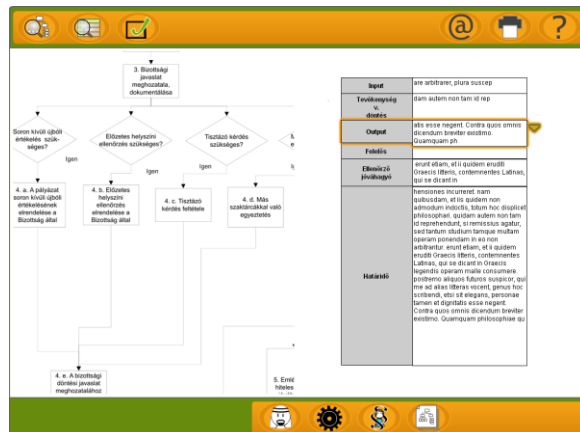 @
?
3. Bizottsági
javaslat
meghozatala,
dokumentálása
Soron kívüli újbóli
értékelés szük-
séges?
Előzetes helyszíni
ellenőrzés szükséges?
Tisztázó kérdés
szükséges?
Igen
Igen
Igen
4. a. A pályázat
soron kívüli újbóli
értékelésének
elrendelése a
Bizottság által
4. b. Előzetes
helyszíni
ellenőrzés
elrendelése a
Bizottság által
4. c. Tisztázó
kérdés feltétele
4. d. Más
szaktárcákkal való
egyeztetés
4. e. A bizottsági
döntési javaslat
meghozatalához
5. Eml
hiteles
Input
are arbitrarer, plura suscep
Tevékenység
v.
döntés
dam autem non tam id rep
Output
atis esse negent. Contra quos omnis
dicendum breviter existimo.
Quamquam ph
Felelős
Ellenőrző
jóváhagyó
erunt etiam, et ii quidem eruditi
Graecis litteris, contemnentes Latinas,
qui se dicant in
Határidő
hensiones incurreret. nam
quibusdam, et iis quidem non
admodum indoctis, totum hoc displicet
philosophari. quidam autem non tam
id reprehendunt, si remissius agatur,
sed tantum studium tamque multam
operam ponendam in eo non
arbitrantur. erunt etiam, et ii quidem
eruditi Graecis litteris, contemnentes
Latinas, qui se dicant in Graecis
legendis operam malle consumere.
postremo aliquos futuros suspicor, qui
me ad alias litteras vocent, genus hoc
scribendi, etsi sit elegans, personae
tamen et dignitatis esse negent.
Contra quos omnis dicendum breviter
existimo. Quamquam philosophiae qu
§